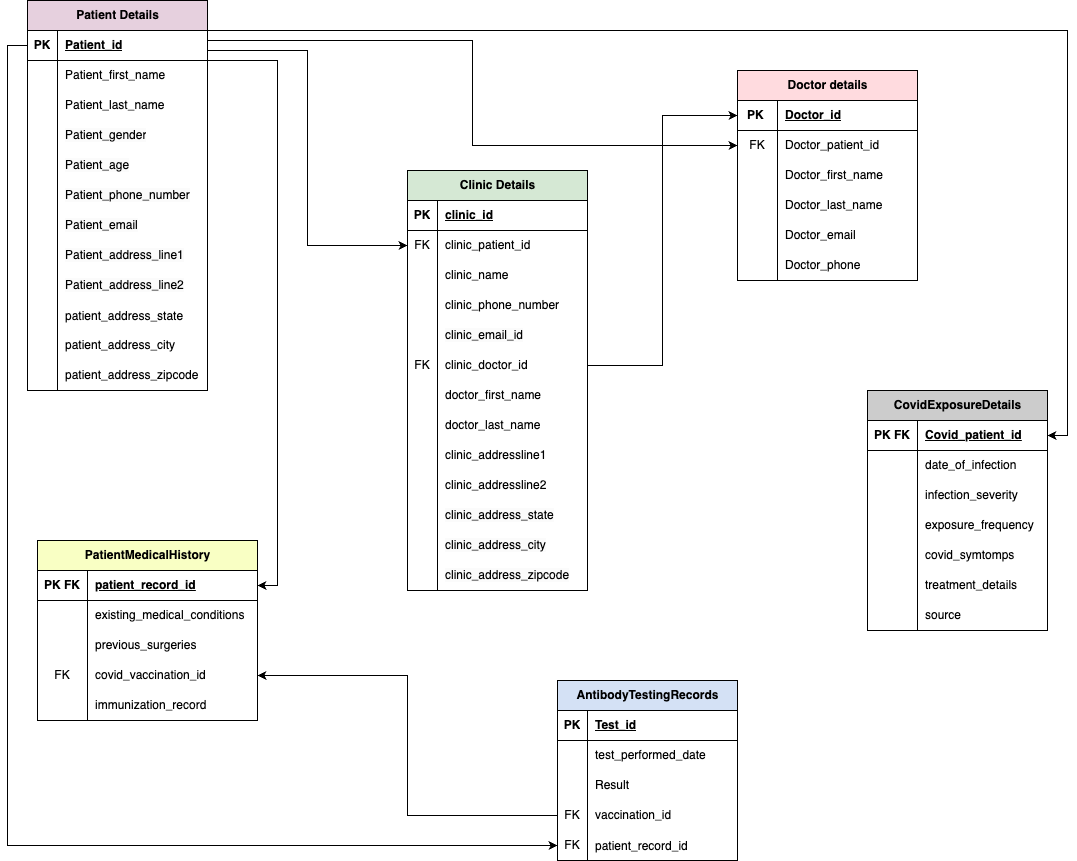 Patient Details
PK Patient_id
Patient_first_name
Patient_last_name
Patient_gender
Patient_age
Patient_phone_number
Patient_email
Patient_address_line1
Patient_address_line2
patient_address_state
patient_address_city
patient_address_zipcode
Doctor details
PK Doctor_id
FK Doctor_patient_id
Doctor_first_name
Doctor_last_name
Doctor_email
Doctor_phone
Clinic Details
PK clinic_id
FK clinic_patient_id
clinic_name
clinic_phone_number
clinic_email_id
FK clinic_doctor_id
doctor_first_name
doctor_last_name
clinic_addressline1
clinic_addressline2
clinic_address_state
clinic_address_city
clinic_address_zipcode
CovidExposureDetails
PK FK Covid_patient_id
date_of_infection
infection_severity
exposure_frequency
covid_symtomps
treatment_details
source
PatientMedicalHistory
PK FK patient_record_id
existing_medical_conditions
previous_surgeries
FK covid_vaccination_id
immunization_record
AntibodyTestingRecords
PK Test_id
test_performed_date
Result
FK vaccination_id
FK patient_record_id